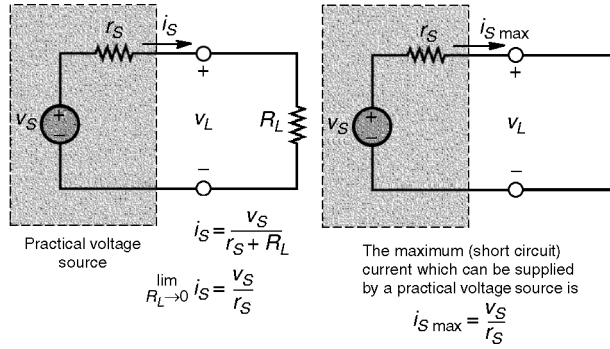 r_S
i_S
+
v_S
+
−
v_L
R_L
−
Practical voltage
source
i_S = v_S / (r_S + R_L)
lim R_L→0 i_S = v_S / r_S
r_S
i_S max
+
v_S
+
−
v_L
−
The maximum (short circuit)
current which can be supplied
by a practical voltage source is
i_S max = v_S / r_S